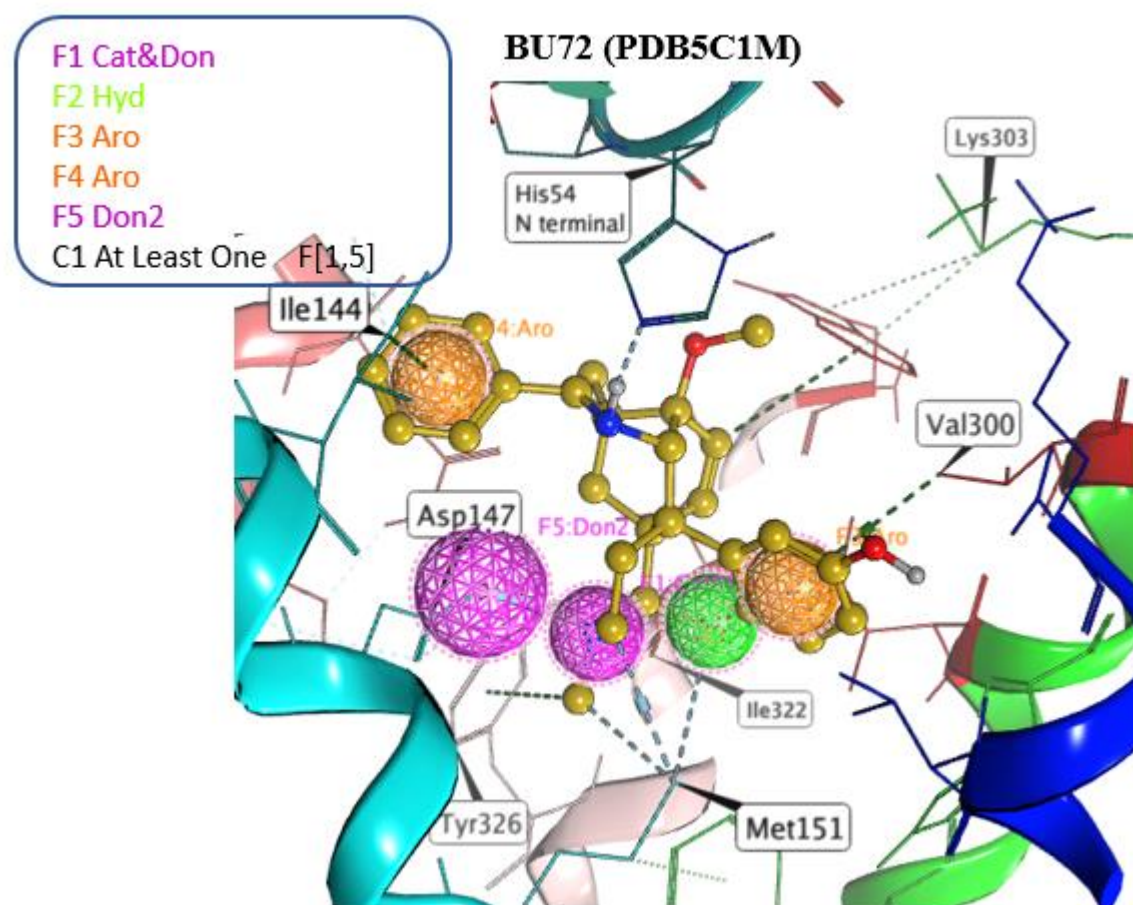 F1 Cat&Don
F2 Hyd
F3 Aro
F4 Aro
F5 Don2
C1 At Least One F[1,5]
BU72 (PDB5C1M)
Lys303
His54
N terminal
Ile144
F4:Aro
Val300
Asp147
F5:Don2
Aro
Ile322
Tyr326
Met151